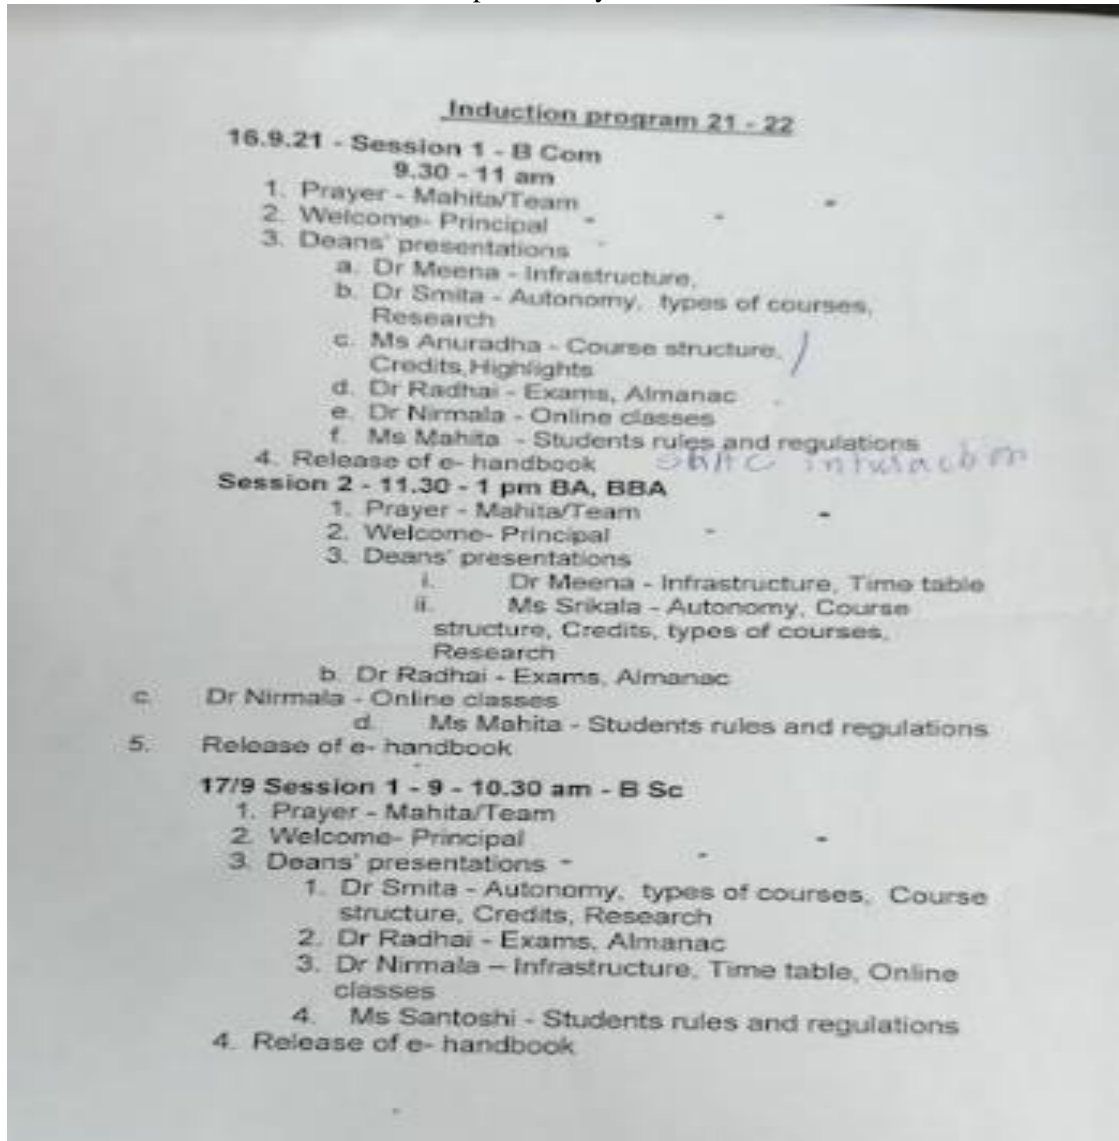 Induction program 21 - 22
16.9.21 - Session 1 - B Com
9.30 - 11 am
1. Prayer - Mahita/Team
2. Welcome- Principal
3. Deans' presentations
a. Dr Meena - Infrastructure,
b. Dr Smita - Autonomy, types of courses,
Research
c. Ms Anuradha - Course structure,
Credits,Highlights
d. Dr Radhai - Exams, Almanac
e. Dr Nirmala - Online classes
f. Ms Mahita - Students rules and regulations
4. Release of e- handbook
Session 2 - 11.30 - 1 pm BA, BBA
1. Prayer - Mahita/Team
2. Welcome- Principal
3. Deans' presentations
i. Dr Meena - Infrastructure, Time table
ii. Ms Srikala - Autonomy, Course
structure, Credits, types of courses,
Research
b. Dr Radhai - Exams, Almanac
c. Dr Nirmala - Online classes
d. Ms Mahita - Students rules and regulations
5. Release of e- handbook
17/9 Session 1 - 9 - 10.30 am - B Sc
1. Prayer - Mahita/Team
2. Welcome- Principal
3. Deans' presentations -
1. Dr Smita - Autonomy, types of courses, Course
structure, Credits, Research
2. Dr Radhai - Exams, Almanac
3. Dr Nirmala – Infrastructure, Time table, Online
classes
4. Ms Santoshi - Students rules and regulations
4. Release of e- handbook